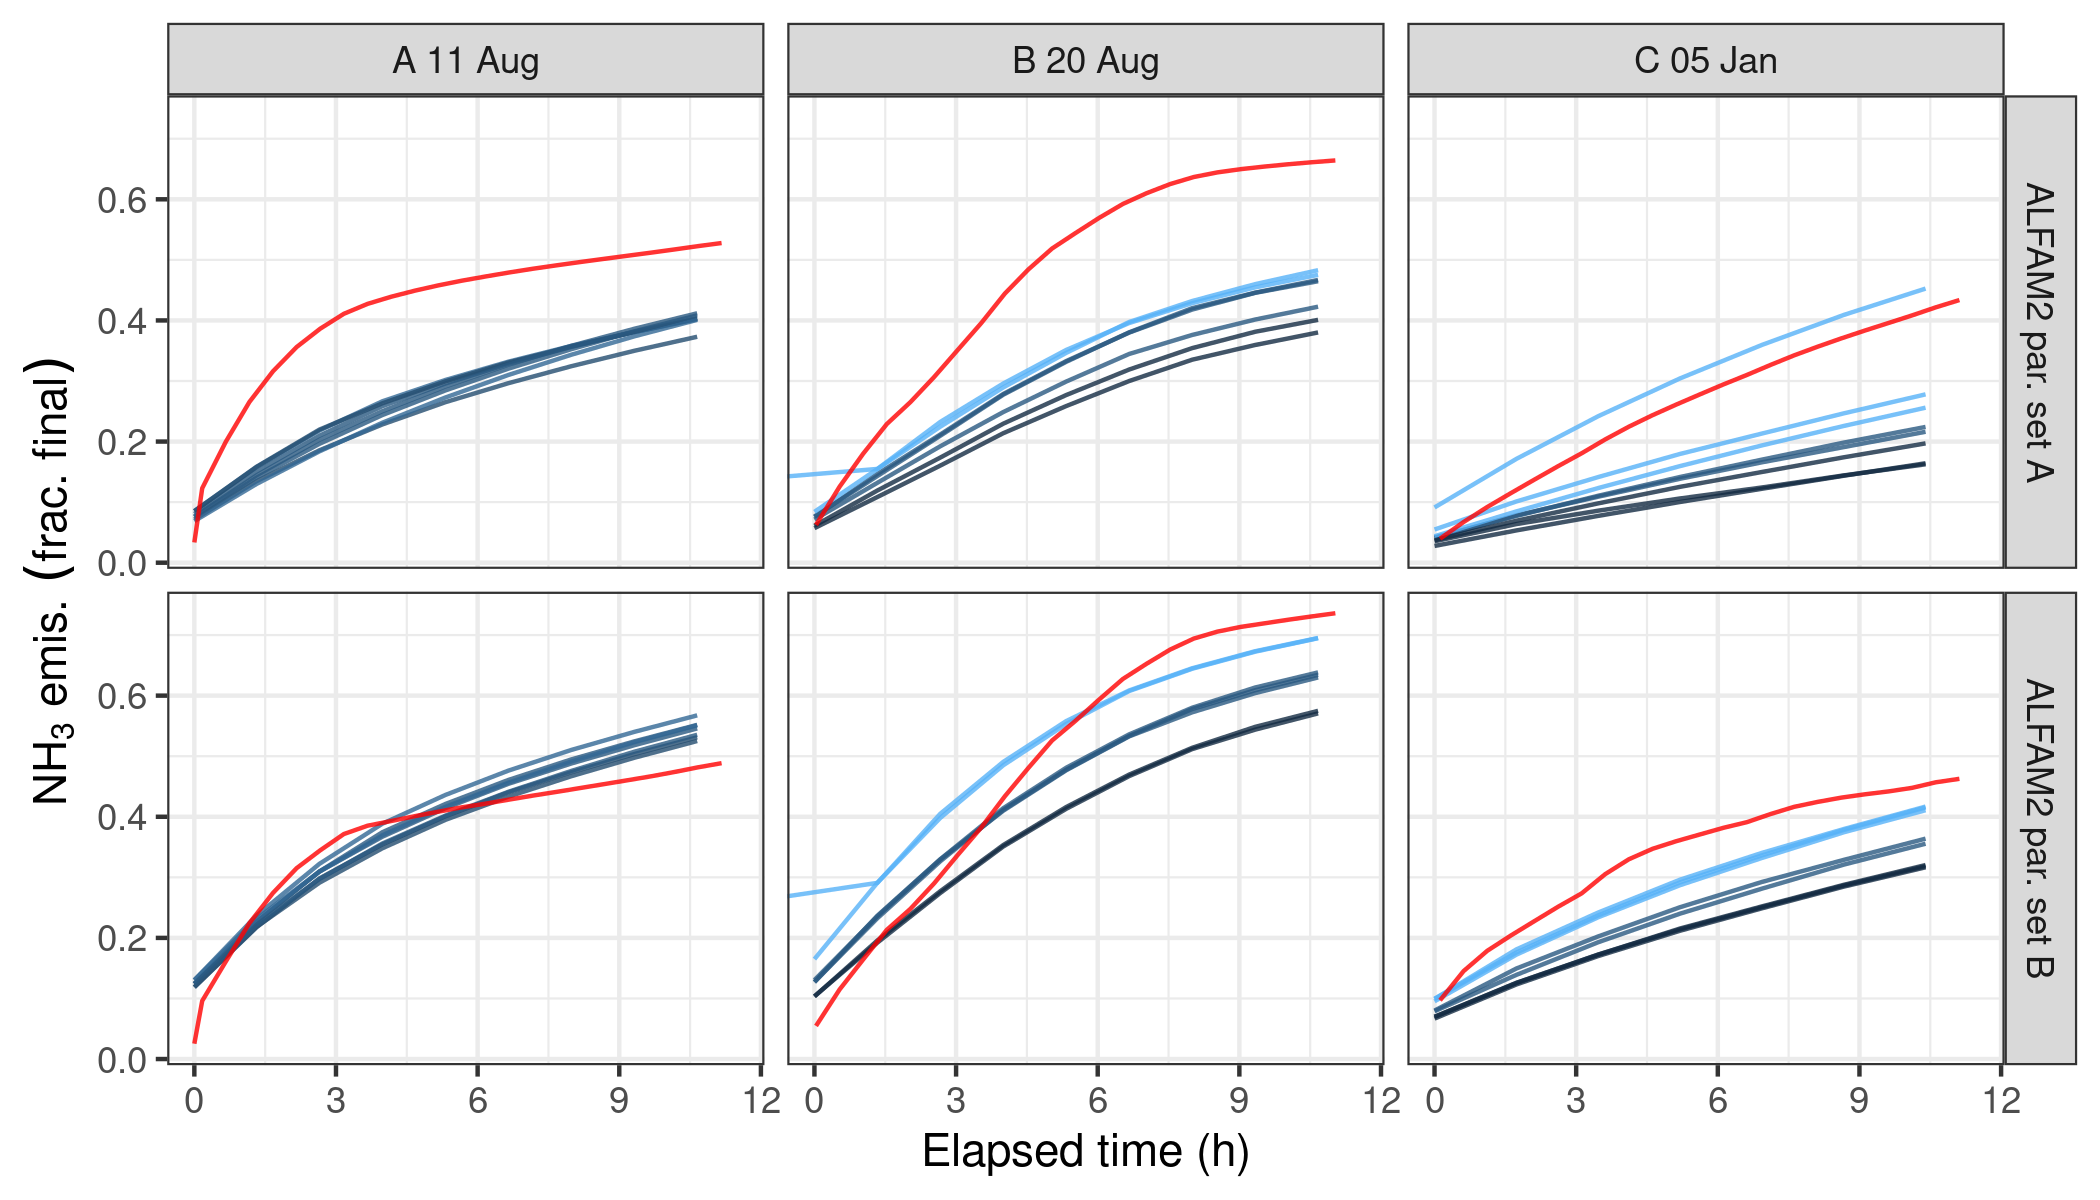 A 11 Aug
B 20 Aug
C 05 Jan
NH₃ emis. (frac. final)
0.6
0.4
0.2
0.0
ALFAM2 par. set A
0.6
0.4
0.2
0.0
ALFAM2 par. set B
0 3 6 9 12
0 3 6 9 12
0 3 6 9 12
Elapsed time (h)